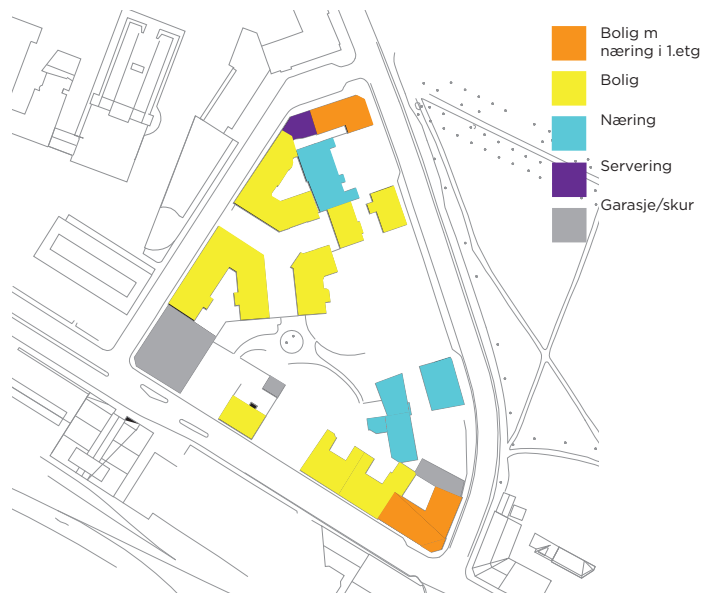 Bolig m
næring i 1.etg
Bolig
Næring
Servering
Garasje/skur